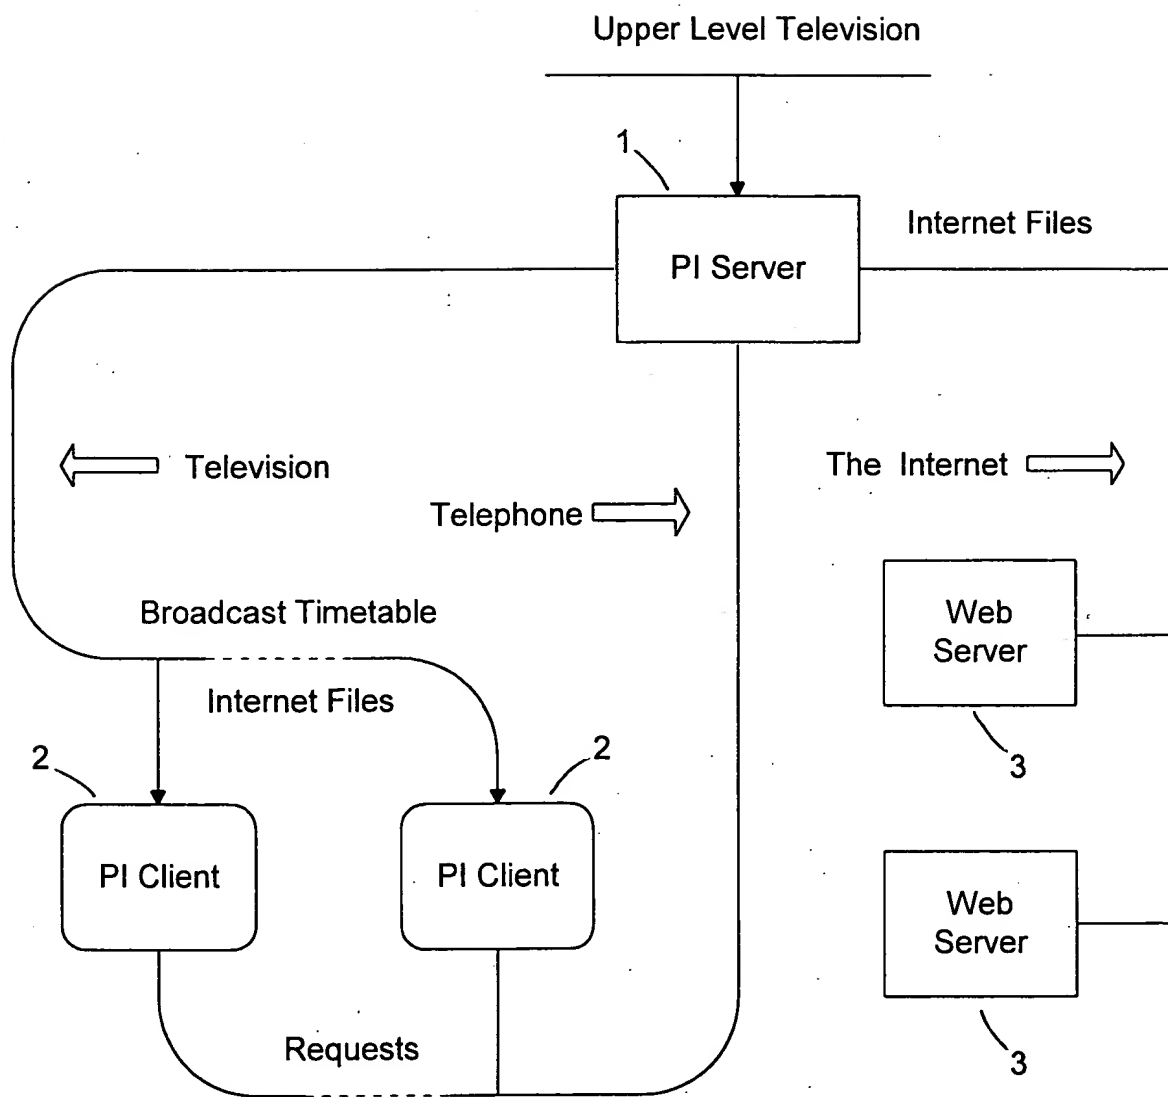 Upper Level Television
1
PI Server
Internet Files
Television
The Internet
Telephone
Broadcast Timetable
Web
Server
Internet Files
3
2
2
PI Client
PI Client
Web
Server
Requests
3